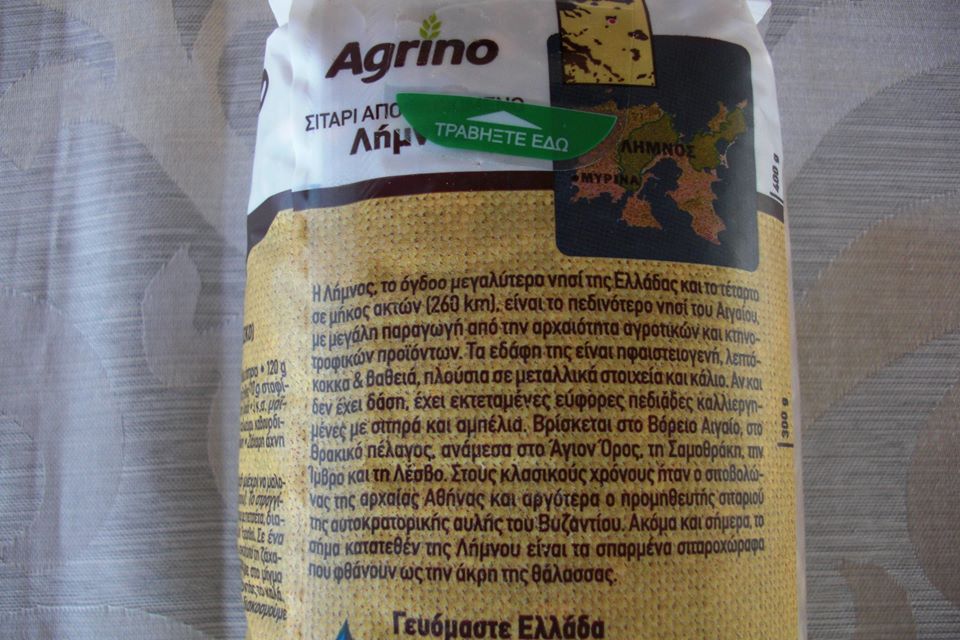 Agrino
ΣΙΤΑΡΙ ΑΠΟ
Λήμν
ΤΡΑΒΗΞΤΕ ΕΔΩ
ΛΗΜΝΟΣ
ΜΥΡΙΝΑ
400 g
Η Λήμνος, το όγδοο μεγαλύτερο νησί της Ελλάδας και το τέταρτο
σε μήκος ακτών (260 km), είναι το πεδινότερο νησί του Αιγαίου,
με μεγάλη παραγωγή από την αρχαιότητα αγροτικών και κτηνο-
τροφικών προϊόντων. Τα εδάφη της είναι ηφαιστειογενή, λεπτό-
κοκκα & βαθειά, πλούσια σε μεταλλικά στοιχεία και κάλιο. Αν και
δεν έχει δάση, έχει εκτεταμένες εύφορες πεδιάδες καλλιεργη-
μένες με σιτηρά και αμπέλια. Βρίσκεται στο Βόρειο Αιγαίο, στο
Θρακικό πέλαγος, ανάμεσα στο Άγιον Όρος, τη Σαμοθράκη, την
Ίμβρο και τη Λέσβο. Στους κλασικούς χρόνους ήταν ο σιτοβολώ-
νας της αρχαίας Αθήνας και αργότερα ο προμηθευτής σιταριού
της αυτοκρατορικής αυλής του Βυζαντίου. Ακόμα και σήμερα, το
σήμα κατατεθέν της Λήμνου είναι τα σπαρμένα σιταροχώραφα
που φθάνουν ως την άκρη της θάλασσας.
300 g
Γευόμαστε Ελλάδα
120 g